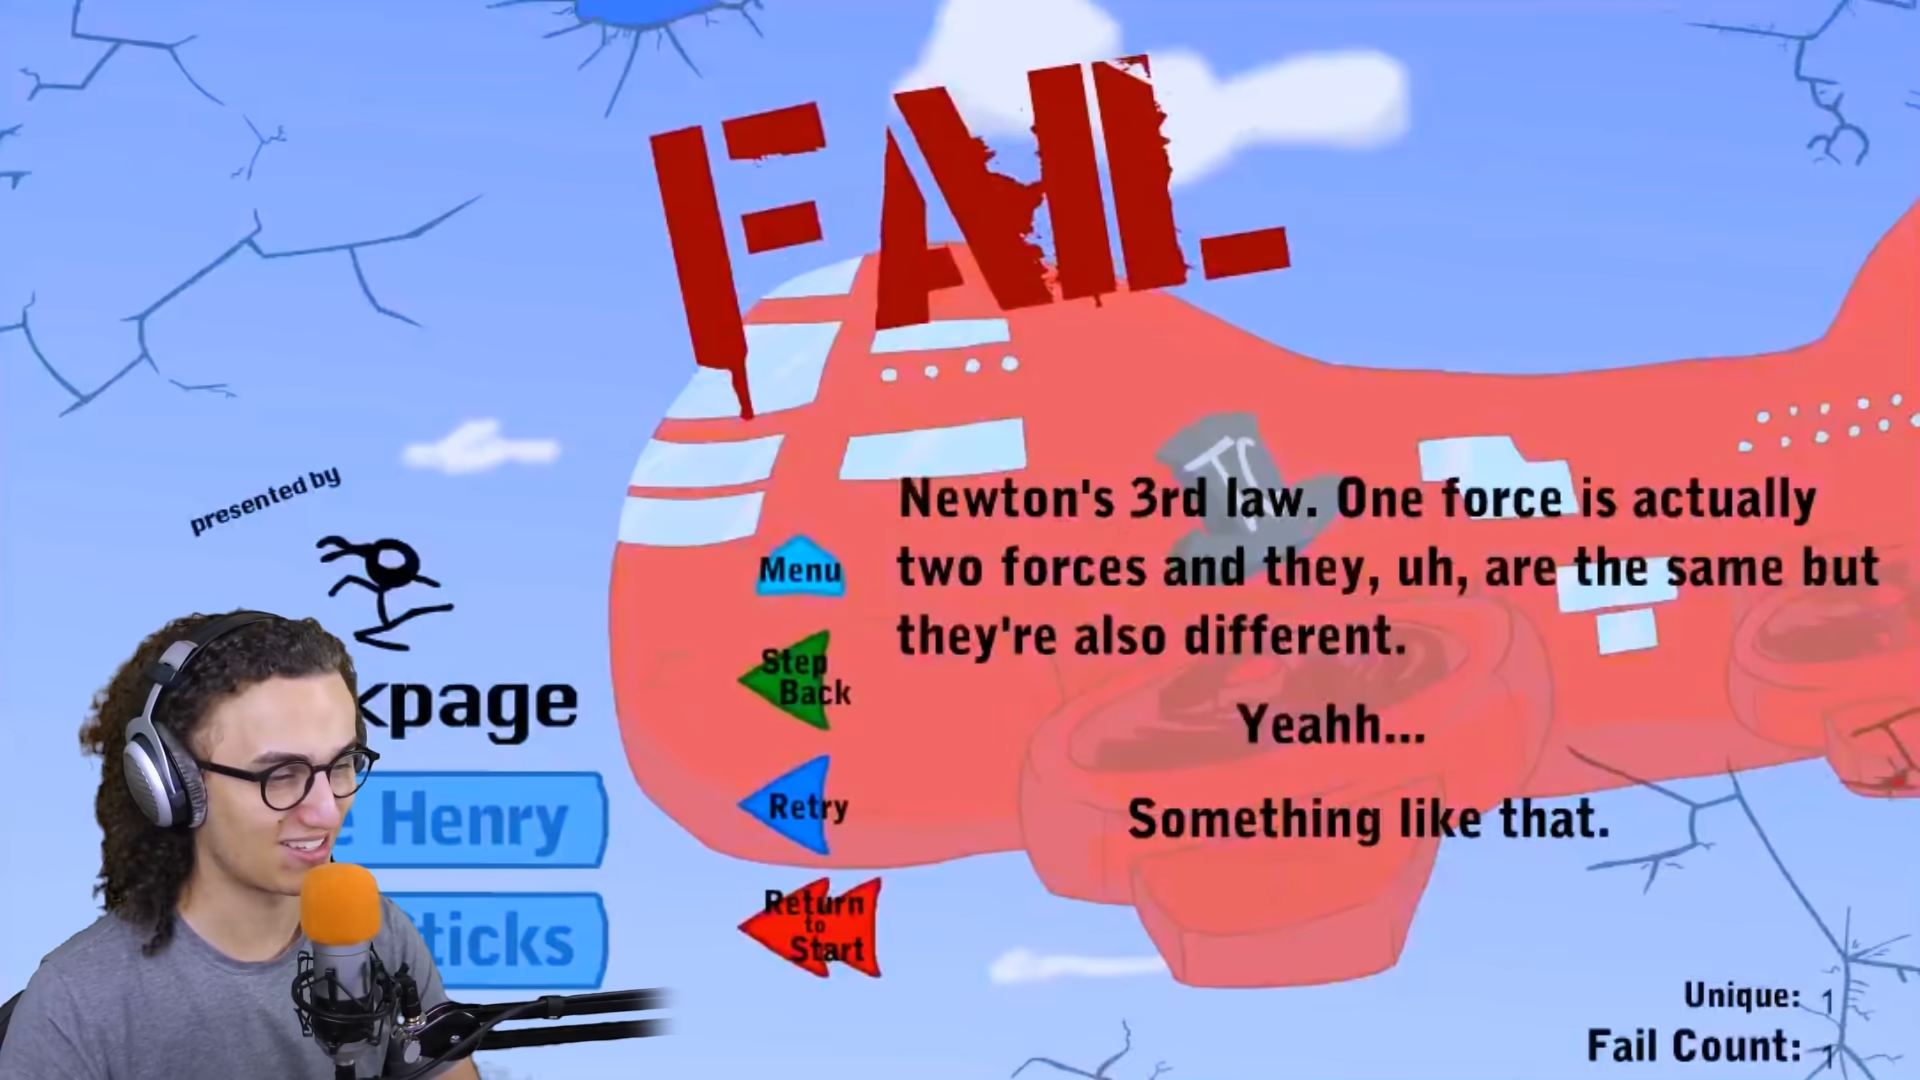 FAIL
presented by
kpage
Henry
ticks
Menu
Step
Back
Retry
Return
to
Start
TC
Newton's 3rd law. One force is actually
two forces and they, uh, are the same but
they're also different.
Yeahh...
Something like that.
Unique: 1
Fail Count: 1